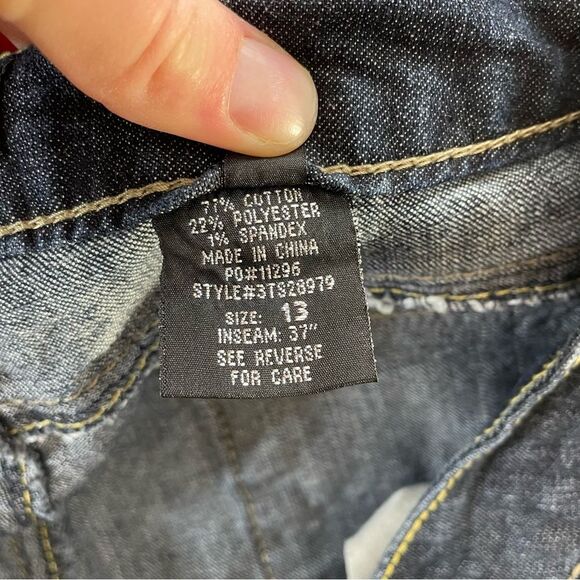 77% COTTON
22% POLYESTER
1% SPANDEX
MADE IN CHINA
PO#11296
STYLE#3TS28979
SIZE: 13
INSEAM: 37"
SEE REVERSE
FOR CARE